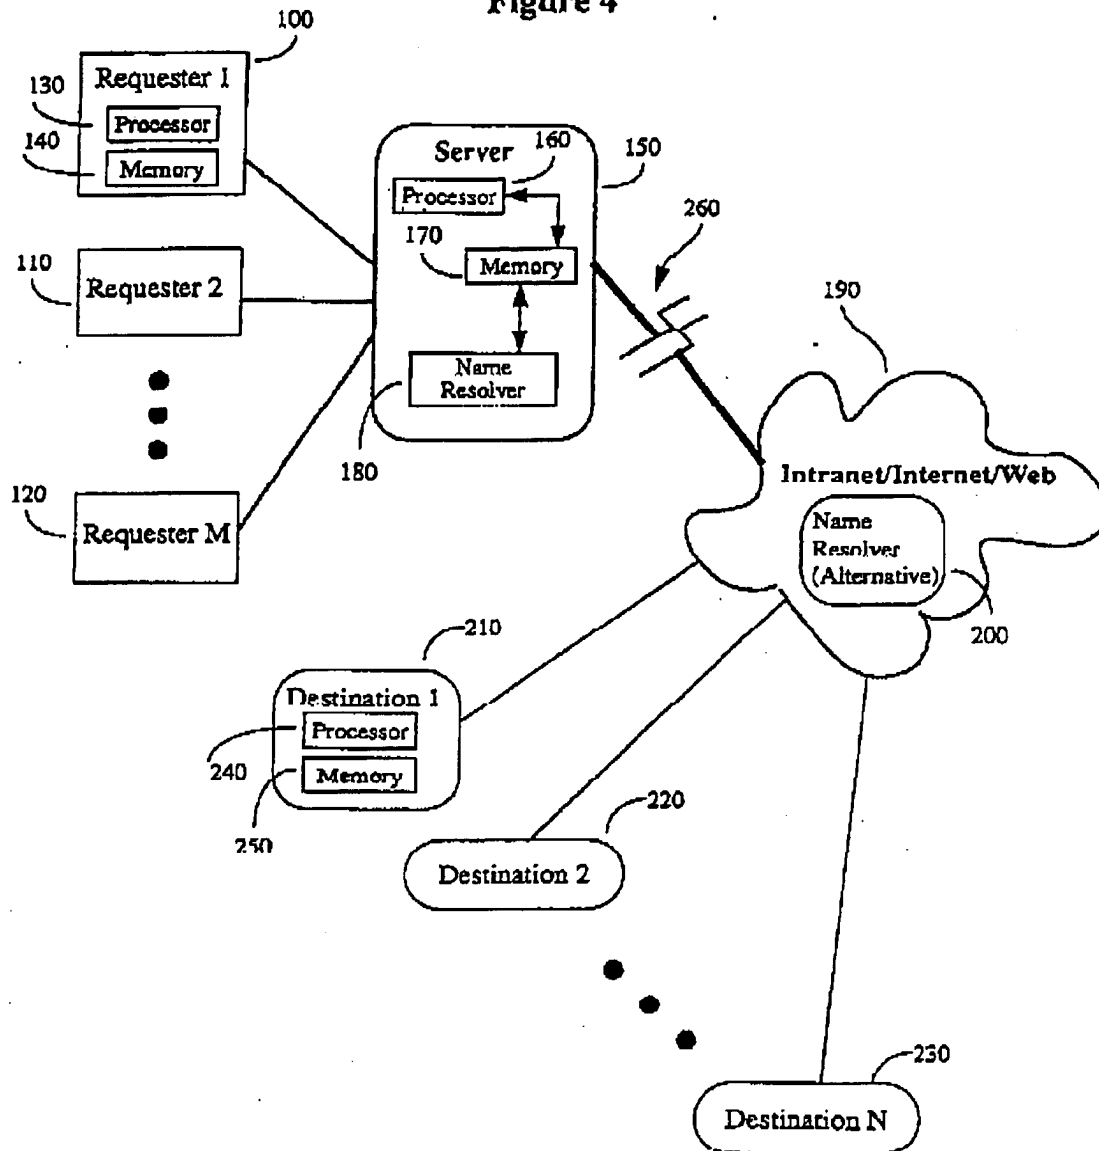 Figure 4
100
Requester 1
130
Processor
140
Memory
110
Requester 2
120
Requester M
Server
160
150
Processor
170
Memory
Name
Resolver
180
260
190
Intranet/Internet/Web
Name
Resolver
(Alternative)
200
210
Destination 1
Processor
240
Memory
250
220
Destination 2
230
Destination N